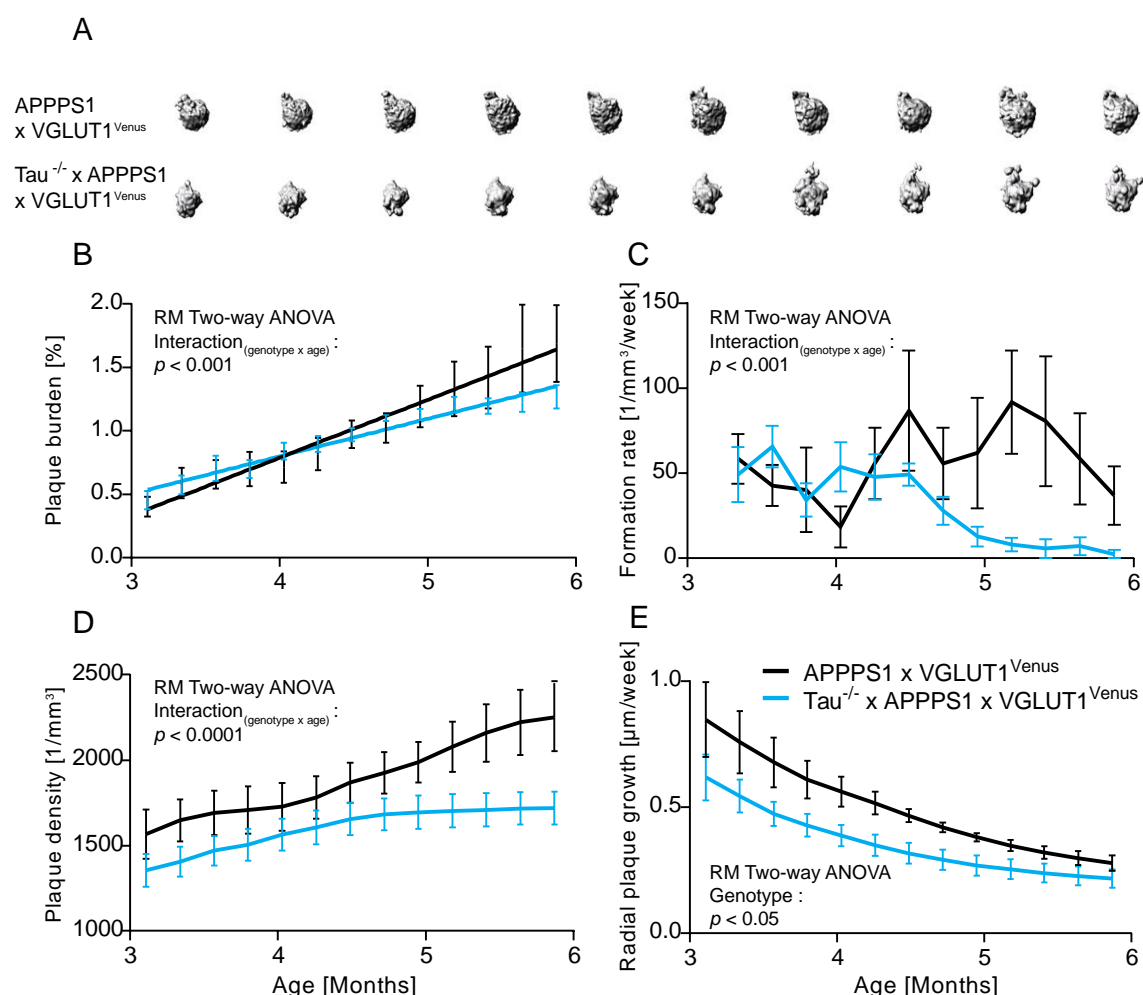 A
APPPS1
x VGLUT1Venus
Tau -/- x APPPS1
x VGLUT1Venus
B
Plaque burden [%]
2.0
1.5
1.0
0.5
0.0
RM Two-way ANOVA
Interaction(genotype x age) :
p < 0.001
3 4 5 6
C
Formation rate [1/mm³/week]
150
100
50
0
RM Two-way ANOVA
Interaction(genotype x age) :
p < 0.001
3 4 5 6
D
Plaque density [1/mm³]
2500
2000
1500
1000
RM Two-way ANOVA
Interaction(genotype x age) :
p < 0.0001
3 4 5 6
Age [Months]
E
Radial plaque growth [µm/week]
1.0
0.5
0.0
APPPS1 x VGLUT1Venus
Tau-/- x APPPS1 x VGLUT1Venus
RM Two-way ANOVA
Genotype :
p < 0.05
3 4 5 6
Age [Months]